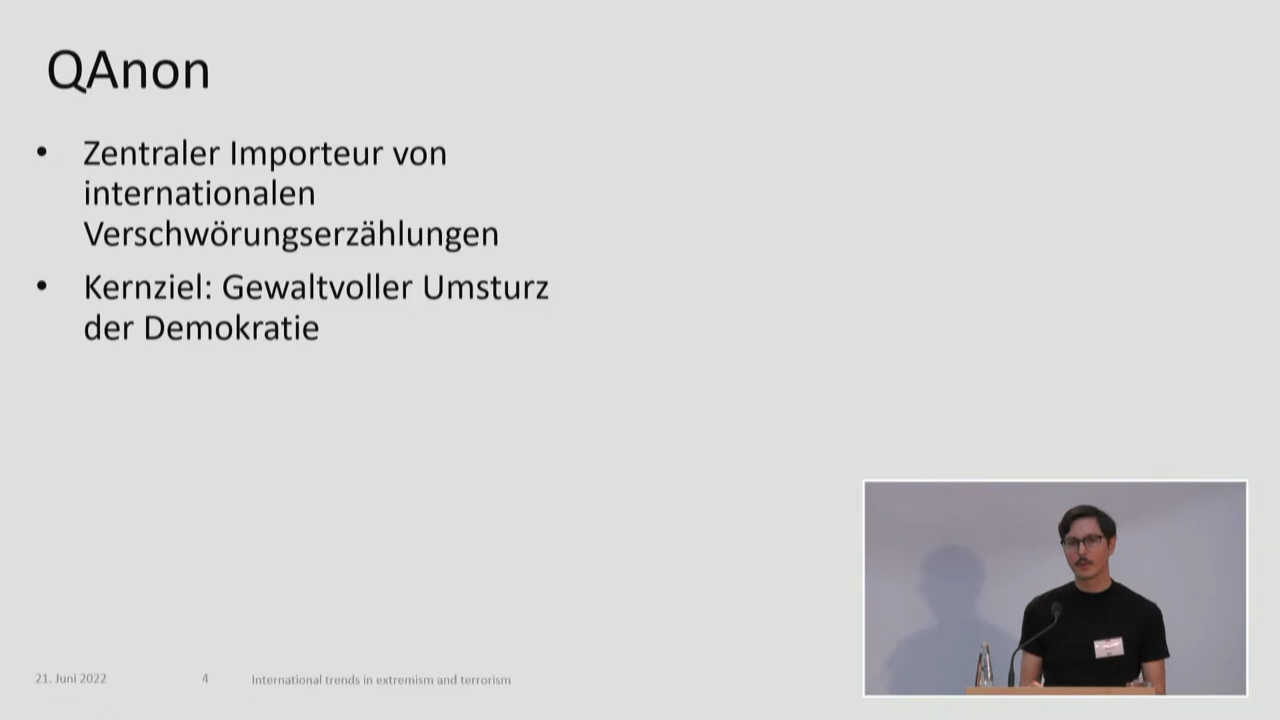 QAnon
• Zentraler Importeur von
internationalen
Verschwörungserzählungen
• Kernziel: Gewaltvoller Umsturz
der Demokratie
21. Juni 2022
4
International trends in extremism and terrorism